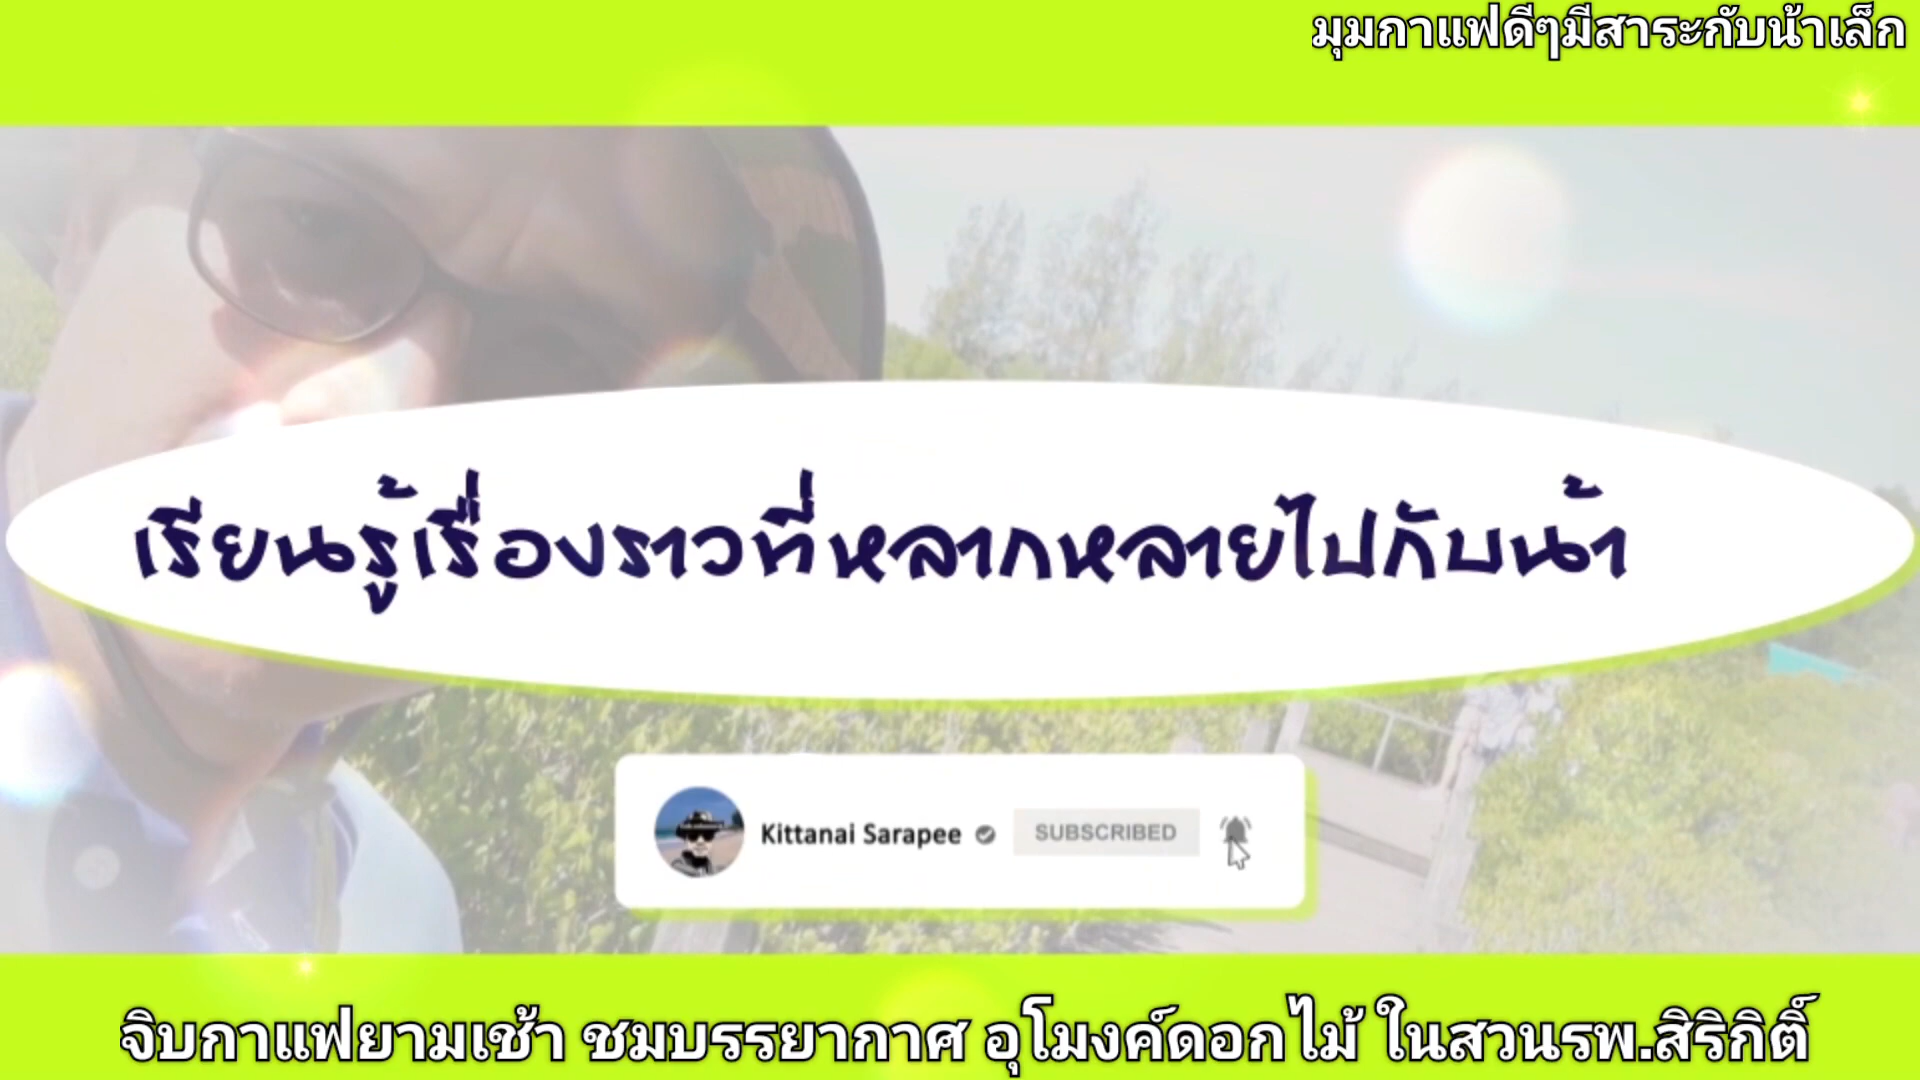 มุมกาแฟดีๆมีสาระกับน้าเล็ก
เรียนรู้เรื่องราวที่หลากหลายไปกับน้า
Kittanai Sarapee SUBSCRIBED
จิบกาแฟยามเช้า ชมบรรยากาศ อุโมงค์ดอกไม้ ในสวนรพ.สิริกิติ์